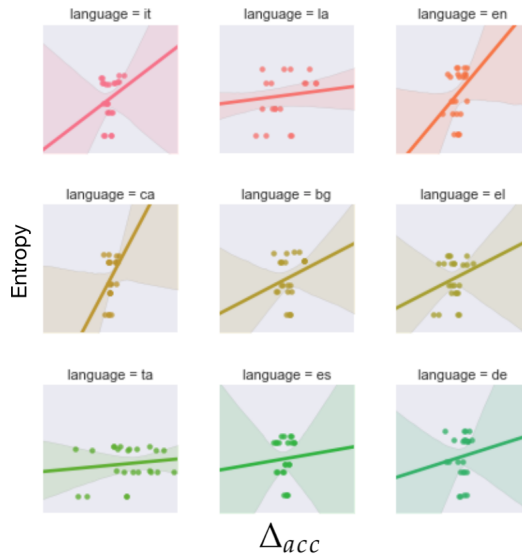 language = it
language = la
language = en
language = ca
language = bg
language = el
Entropy
language = ta
language = es
language = de
Δacc